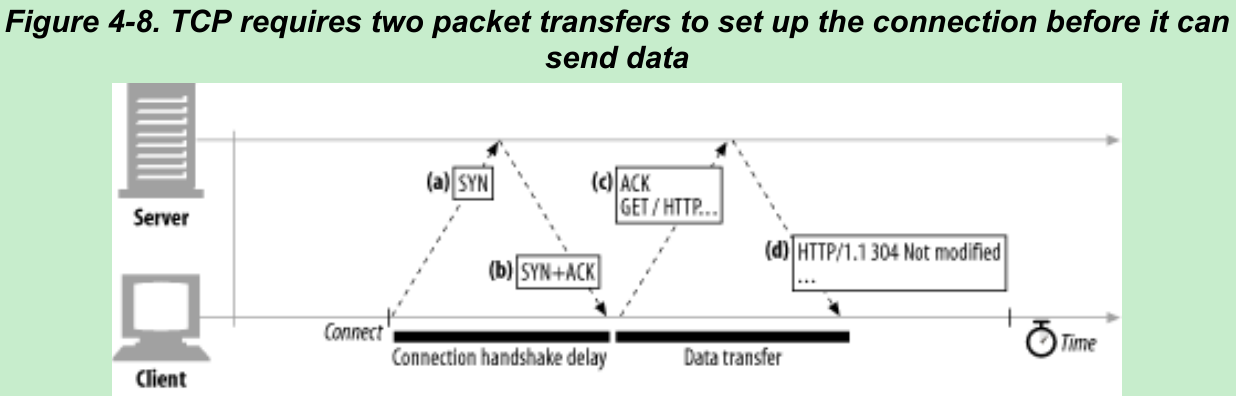 Figure 4-8. TCP requires two packet transfers to set up the connection before it can
send data
(a) SYN
(c) ACK
GET / HTTP...
Server
(b) SYN+ACK
(d) HTTP/1.1 304 Not modified
...
Connect
Time
Connection handshake delay
Data transfer
Client